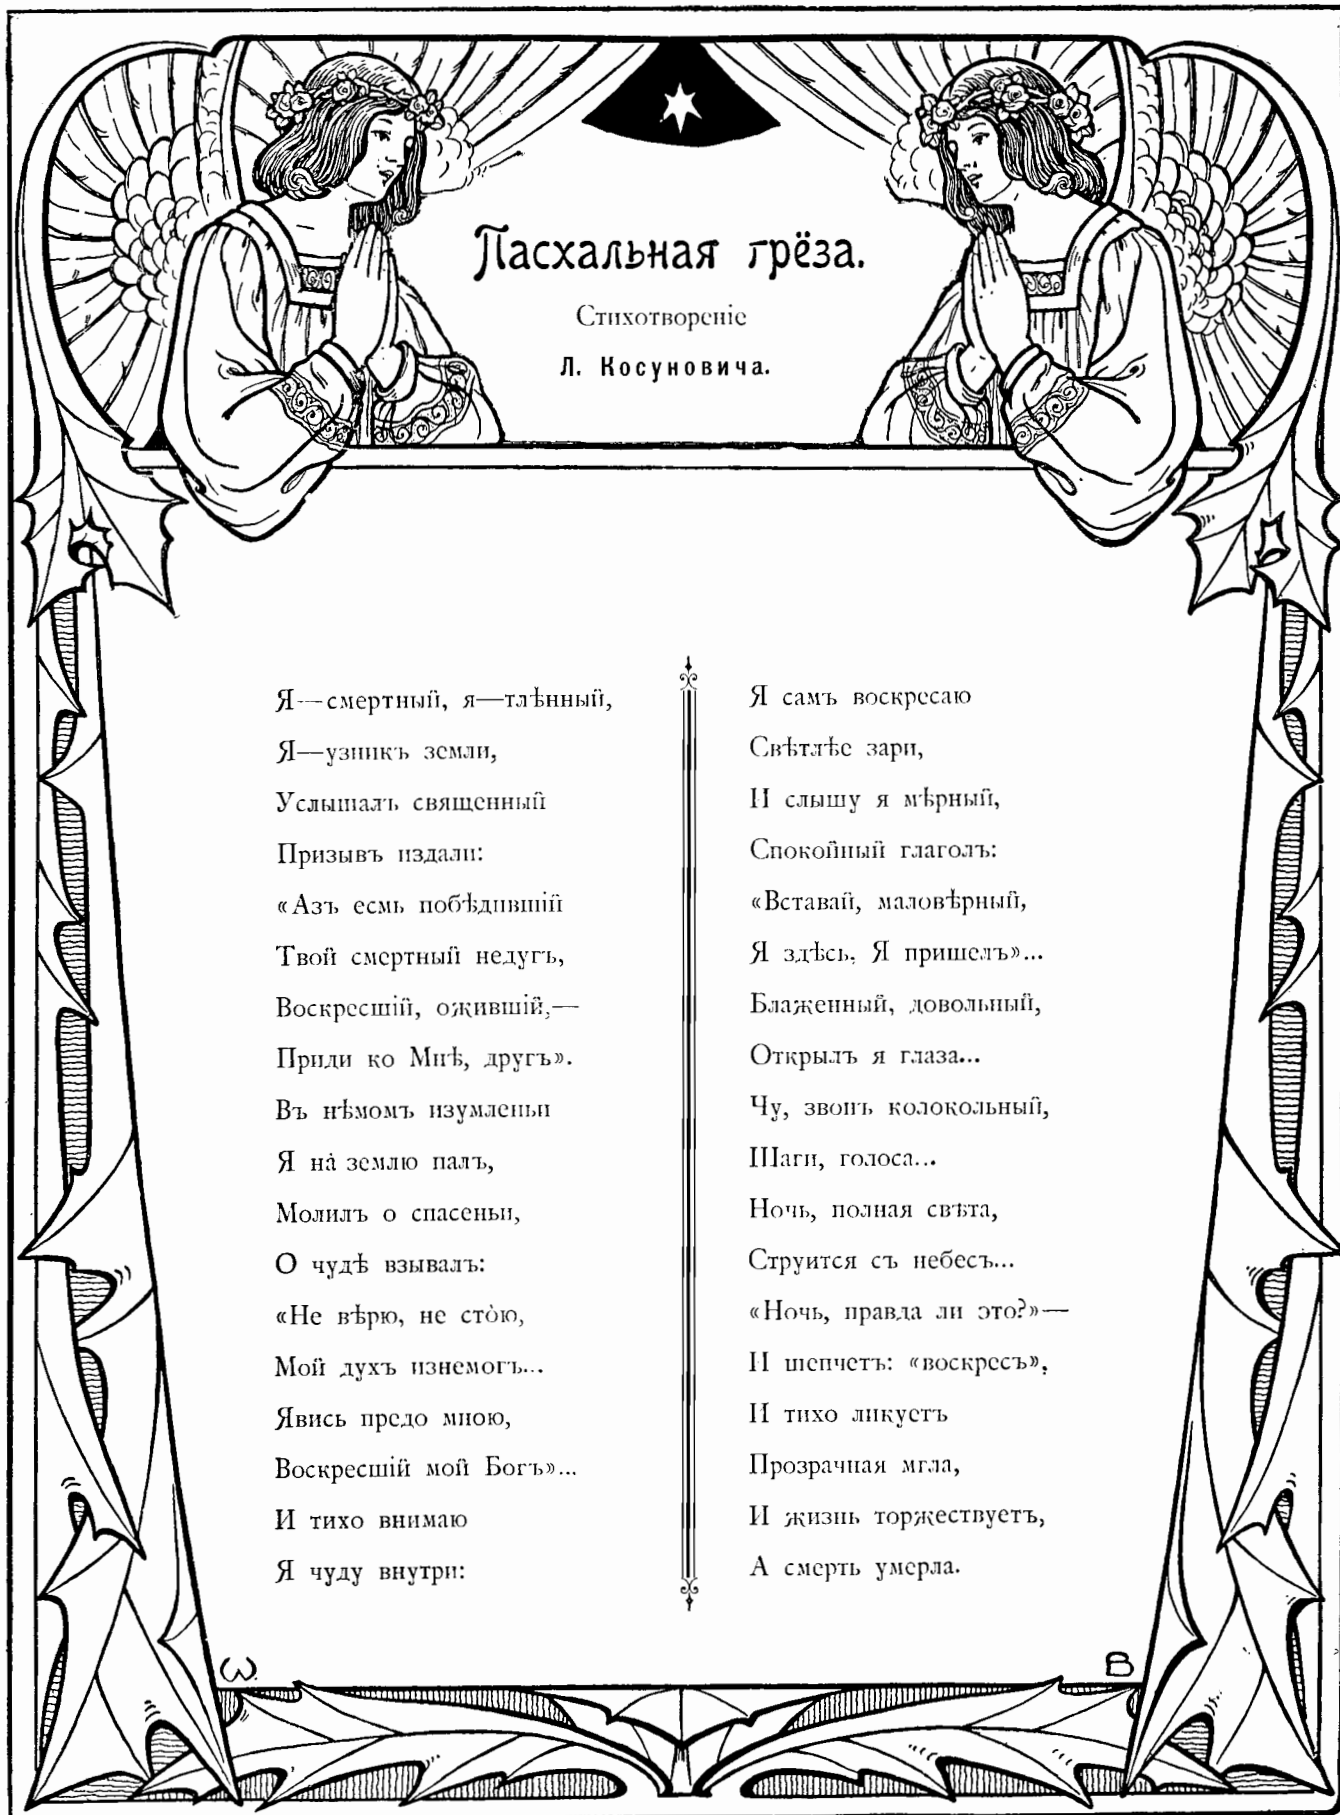 Пасхальная грёза.
Стихотвореніе
Л. Косуновича.
Я—смертный, я—тлѣнный,
Я—узникъ земли,
Услышалъ священный
Призывъ издали:
«Азъ есмь побѣдившій
Твой смертный недугъ,
Воскресшій, ожившій,—
Приди ко Мнѣ, другъ».
Въ нѣмомъ изумленьи
Я на̀ землю палъ,
Молилъ о спасеньи,
О чудѣ взывалъ:
«Не вѣрю, не сто̀ю,
Мой духъ изнемогъ...
Явись предо мною,
Воскресшій мой Богъ»...
И тихо внимаю
Я чуду внутри:
Я самъ воскресаю
Свѣтлѣе зари,
И слышу я мѣрный,
Спокойный глаголъ:
«Вставай, маловѣрный,
Я здѣсь, Я пришелъ»...
Блаженный, довольный,
Открылъ я глаза...
Чу, звонъ колокольный,
Шаги, голоса...
Ночь, полная свѣта,
Струится съ небесъ...
«Ночь, правда ли это?»—
И шепчетъ: «воскресъ»,
И тихо ликуетъ
Прозрачная мгла,
И жизнь торжествуетъ,
А смерть умерла.
W.
B